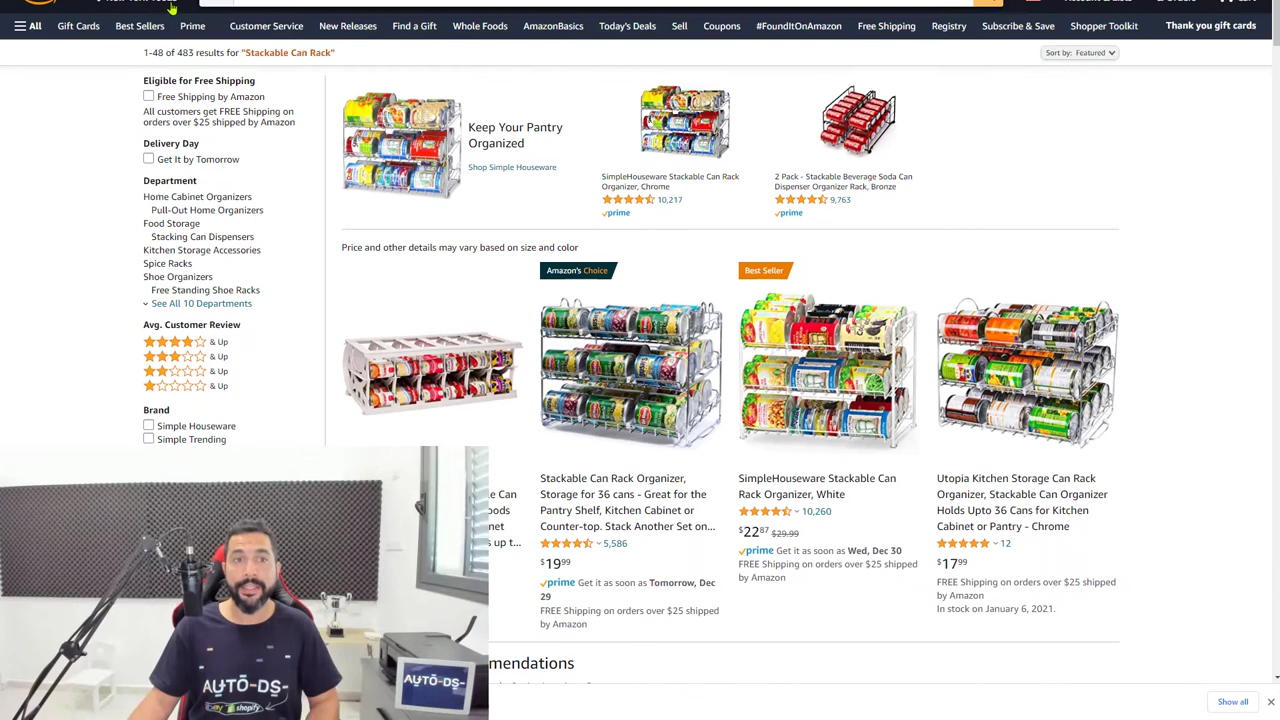 All Gift Cards Best Sellers Prime Customer Service New Releases Find a Gift Whole Foods AmazonBasics Today's Deals Sell Coupons #FoundItOnAmazon Free Shipping Registry Subscribe & Save Shopper Toolkit Thank you gift cards
1-48 of 483 results for "Stackable Can Rack"
Sort by: Featured
Eligible for Free Shipping
Free Shipping by Amazon
All customers get FREE Shipping on
orders over $25 shipped by Amazon
Delivery Day
Get It by Tomorrow
Department
Home Cabinet Organizers
Pull-Out Home Organizers
Food Storage
Stacking Can Dispensers
Kitchen Storage Accessories
Spice Racks
Shoe Organizers
Free Standing Shoe Racks
See All 10 Departments
Avg. Customer Review
& Up
& Up
& Up
& Up
Brand
Simple Houseware
Simple Trending
Keep Your Pantry
Organized
Shop Simple Houseware
SimpleHouseware Stackable Can Rack
Organizer, Chrome
10,217
prime
2 Pack - Stackable Beverage Soda Can
Dispenser Organizer Rack, Bronze
9,763
prime
Price and other details may vary based on size and color
Amazon's Choice
Best Seller
Can
Stackable Can Rack Organizer,
Storage for 36 cans - Great for the
Pantry Shelf, Kitchen Cabinet or
Counter-top. Stack Another Set on...
5,586
$1999
prime Get it as soon as Tomorrow, Dec
29
FREE Shipping on orders over $25 shipped
by Amazon
SimpleHouseware Stackable Can
Rack Organizer, White
10,260
$2287 $29.99
prime Get it as soon as Wed, Dec 30
FREE Shipping on orders over $25 shipped
by Amazon
Utopia Kitchen Storage Can Rack
Organizer, Stackable Can Organizer
Holds Upto 36 Cans for Kitchen
Cabinet or Pantry - Chrome
12
$1799
FREE Shipping on orders over $25 shipped
by Amazon
In stock on January 6, 2021.
mendations
Show all
AUTO-DS-
ebay shopify
AUTO-DS-